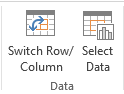 Switch Row/ Select
Column Data
Data